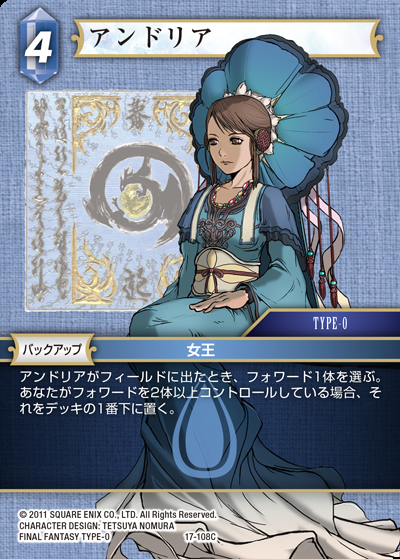 4
アンドリア
TYPE-0
バックアップ
女王
アンドリアがフィールドに出たとき、フォワード1体を選ぶ。
あなたがフォワードを2体以上コントロールしている場合、そ
れをデッキの1番下に置く。
© 2011 SQUARE ENIX CO., LTD. All Rights Reserved.
CHARACTER DESIGN: TETSUYA NOMURA
FINAL FANTASY TYPE-0
17-108C